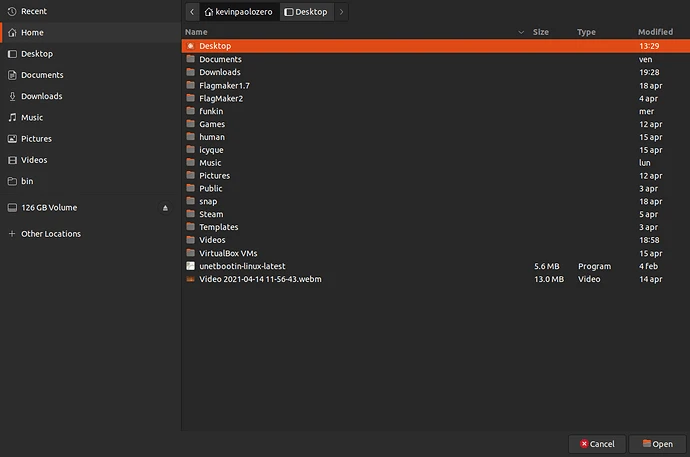 Recent
Home
Desktop
Documents
Downloads
Music
Pictures
Videos
bin
126 GB Volume
Other Locations
kevinpaolozero Desktop
Name Size Type Modified
Desktop 13:29
Documents ven
Downloads 19:28
Flagmaker1.7 18 apr
FlagMaker2 4 apr
funkin mer
Games 12 apr
human 15 apr
icyque 15 apr
Music lun
Pictures 12 apr
Public 3 apr
snap 18 apr
Steam 5 apr
Templates 3 apr
Videos 18:58
VirtualBox VMs 15 apr
unetbootin-linux-latest 5.6 MB Program 4 feb
Video 2021-04-14 11-56-43.webm 13.0 MB Video 14 apr
Cancel Open